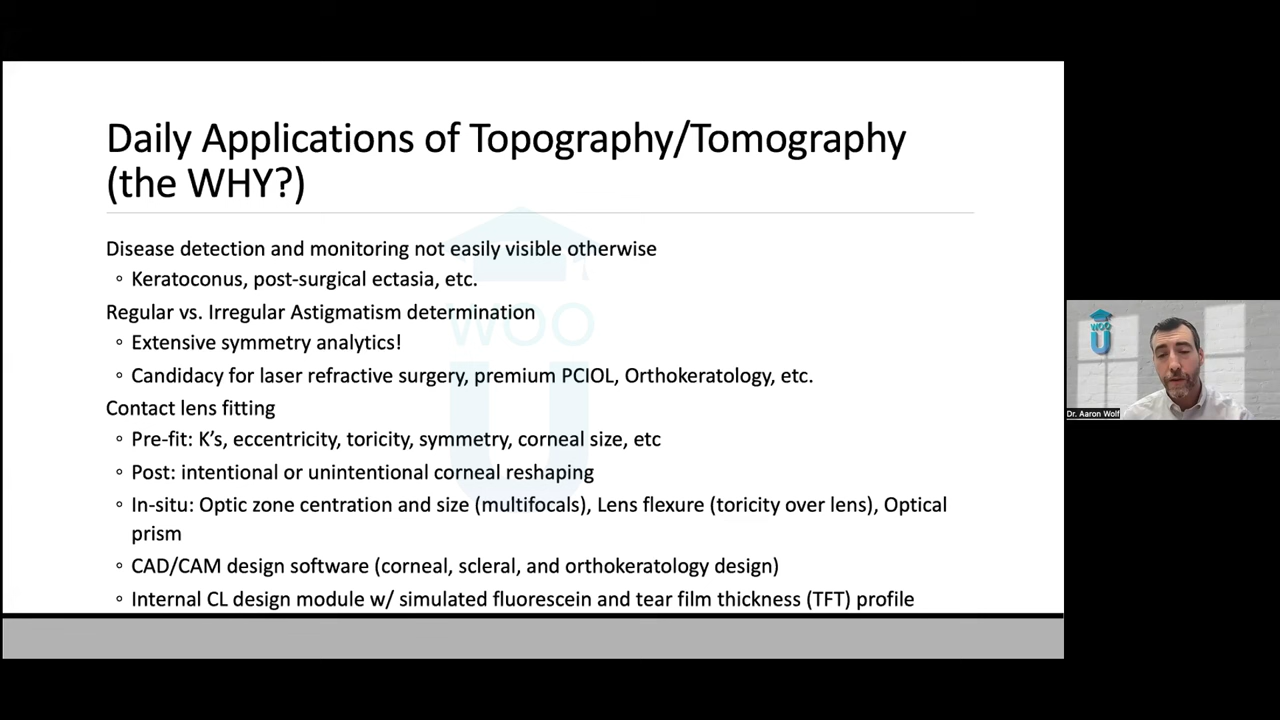 Daily Applications of Topography/Tomography
(the WHY?)
Disease detection and monitoring not easily visible otherwise
◦ Keratoconus, post-surgical ectasia, etc.
Regular vs. Irregular Astigmatism determination
◦ Extensive symmetry analytics!
◦ Candidacy for laser refractive surgery, premium PCIOL, Orthokeratology, etc.
Contact lens fitting
◦ Pre-fit: K's, eccentricity, toricity, symmetry, corneal size, etc
◦ Post: intentional or unintentional corneal reshaping
◦ In-situ: Optic zone centration and size (multifocals), Lens flexure (toricity over lens), Optical
prism
◦ CAD/CAM design software (corneal, scleral, and orthokeratology design)
◦ Internal CL design module w/ simulated fluorescein and tear film thickness (TFT) profile
WOO
U
WOO
U
Dr. Aaron Wolf